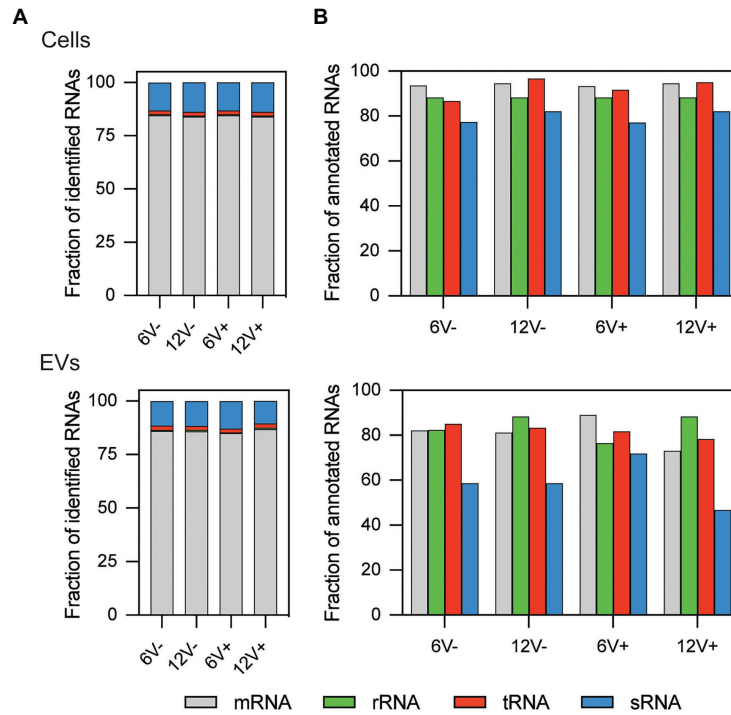 A
B
Cells
Fraction of identified RNAs
100
75
50
25
0
6V-
12V-
6V+
12V+
Fraction of annotated RNAs
100
80
60
40
20
0
6V-
12V-
6V+
12V+
EVs
Fraction of identified RNAs
100
75
50
25
0
6V-
12V-
6V+
12V+
Fraction of annotated RNAs
100
80
60
40
20
0
6V-
12V-
6V+
12V+
mRNA
rRNA
tRNA
sRNA